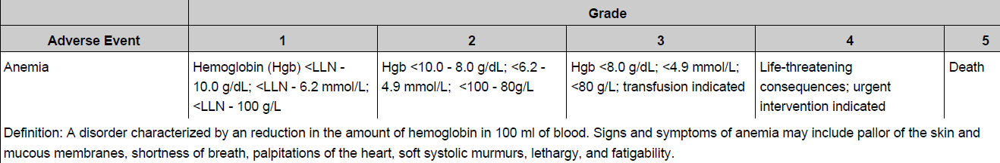 Grade
Adverse Event 1 2 3 4 5
Anemia Hemoglobin (Hgb) <LLN - Hgb <10.0 - 8.0 g/dL; <6.2 - Hgb <8.0 g/dL; <4.9 mmol/L; Life-threatening Death
10.0 g/dL; <LLN - 6.2 mmol/L; 4.9 mmol/L;  <100 - 80g/L <80 g/L; transfusion indicated consequences; urgent
<LLN - 100 g/L intervention indicated
Definition: A disorder characterized by an reduction in the amount of hemoglobin in 100 ml of blood. Signs and symptoms of anemia may include pallor of the skin and
mucous membranes, shortness of breath, palpitations of the heart, soft systolic murmurs, lethargy, and fatigability.